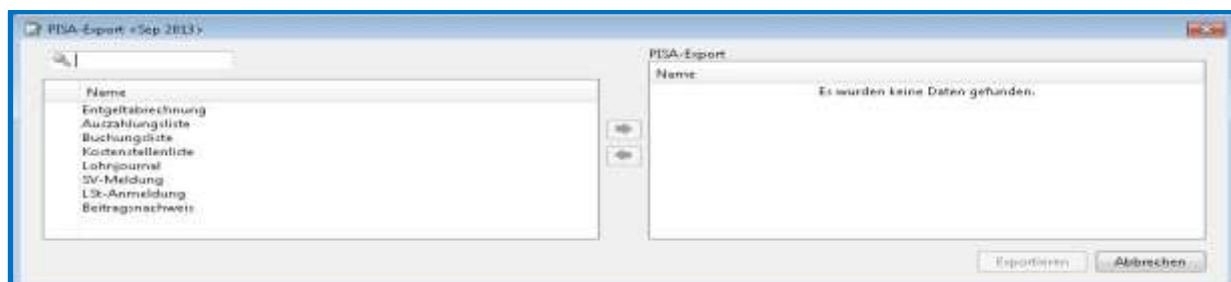 PISA-Export <Sep 2013>
PISA-Export
Name
Entgeltabrechnung
Auszahlungsliste
Buchungsliste
Kostenstellenliste
Lohnjournal
SV-Meldung
LSt-Anmeldung
Beitragsnachweis
Name
Es wurden keine Daten gefunden.
Exportieren
Abbrechen